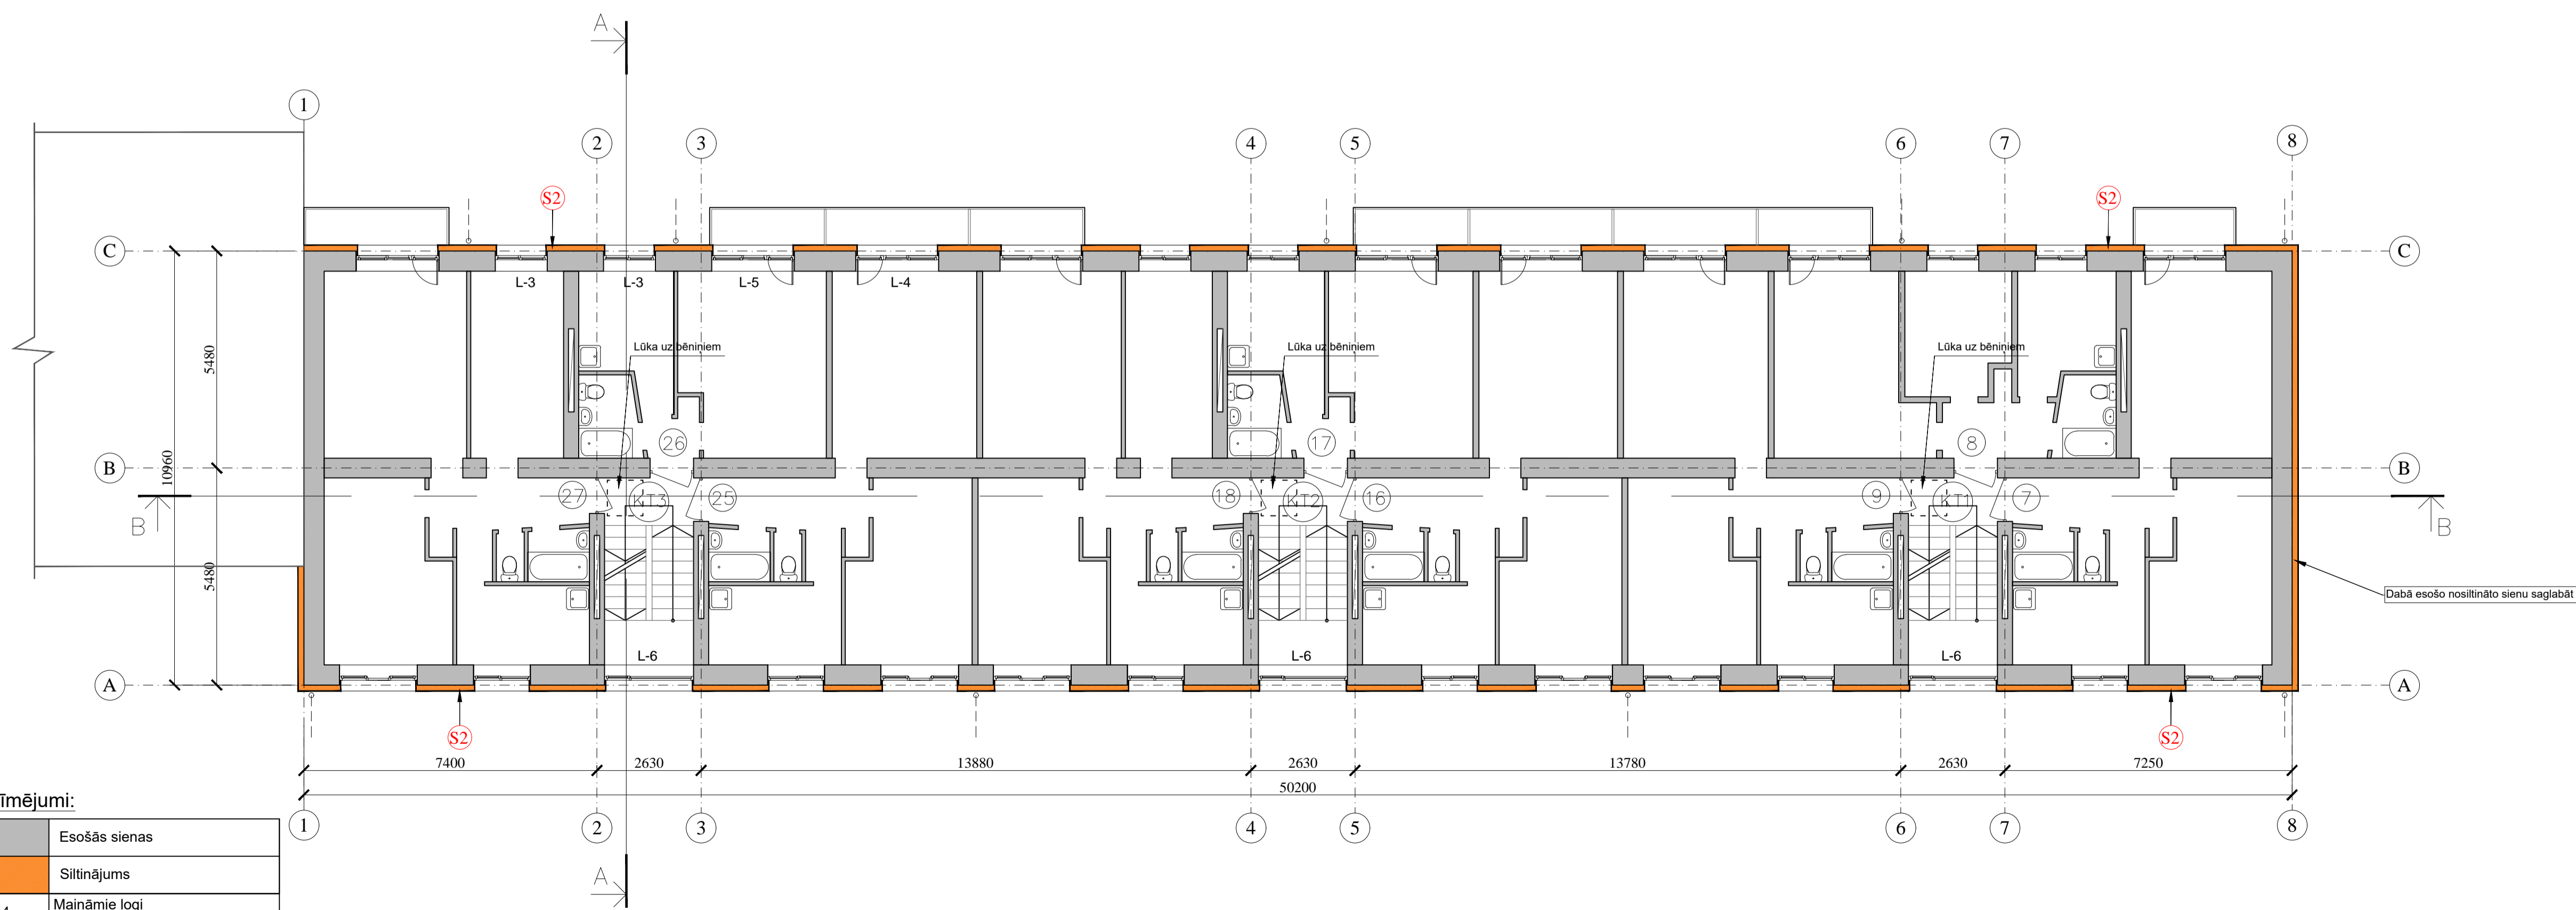 A
1
2
3
4
5
6
7
8
S2
S2
C
C
L-3
L-3
L-5
L-4
5480
Lūka uz bēniņiem
Lūka uz bēniņiem
Lūka uz bēniņiem
10960
26
17
8
B
B
27
KT3
25
18
KT2
16
9
KT1
7
B
B
5480
Dabā esošo nosiltināto sienu saglabāt
L-6
L-6
L-6
A
A
S2
S2
7400
2630
13880
2630
13780
2630
7250
50200
īmējumi:
1
2
3
4
5
6
7
8
Esošās sienas
Siltinājums
A
Maināmie logi